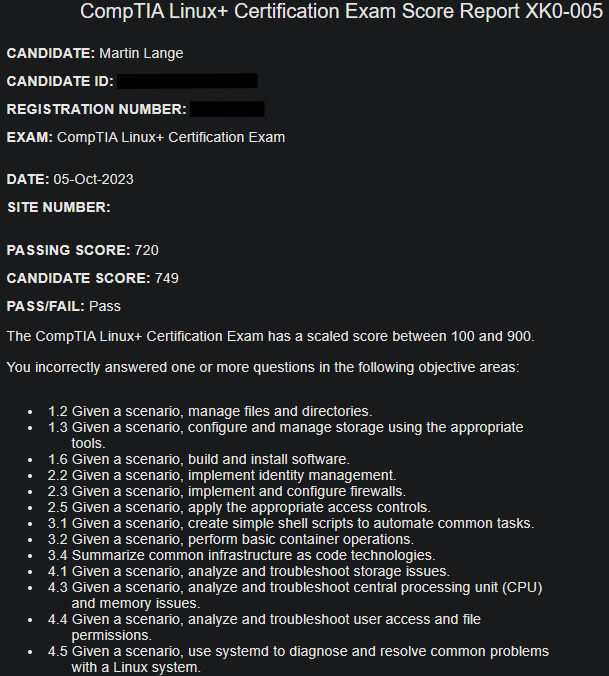 CompTIA Linux+ Certification Exam Score Report XK0-005
CANDIDATE: Martin Lange
CANDIDATE ID:
REGISTRATION NUMBER:
EXAM: CompTIA Linux+ Certification Exam
DATE: 05-Oct-2023
SITE NUMBER:
PASSING SCORE: 720
CANDIDATE SCORE: 749
PASS/FAIL: Pass
The CompTIA Linux+ Certification Exam has a scaled score between 100 and 900.
You incorrectly answered one or more questions in the following objective areas:
• 1.2 Given a scenario, manage files and directories.
• 1.3 Given a scenario, configure and manage storage using the appropriate
tools.
• 1.6 Given a scenario, build and install software.
• 2.2 Given a scenario, implement identity management.
• 2.3 Given a scenario, implement and configure firewalls.
• 2.5 Given a scenario, apply the appropriate access controls.
• 3.1 Given a scenario, create simple shell scripts to automate common tasks.
• 3.2 Given a scenario, perform basic container operations.
• 3.4 Summarize common infrastructure as code technologies.
• 4.1 Given a scenario, analyze and troubleshoot storage issues.
• 4.3 Given a scenario, analyze and troubleshoot central processing unit (CPU)
and memory issues.
• 4.4 Given a scenario, analyze and troubleshoot user access and file
permissions.
• 4.5 Given a scenario, use systemd to diagnose and resolve common problems
with a Linux system.